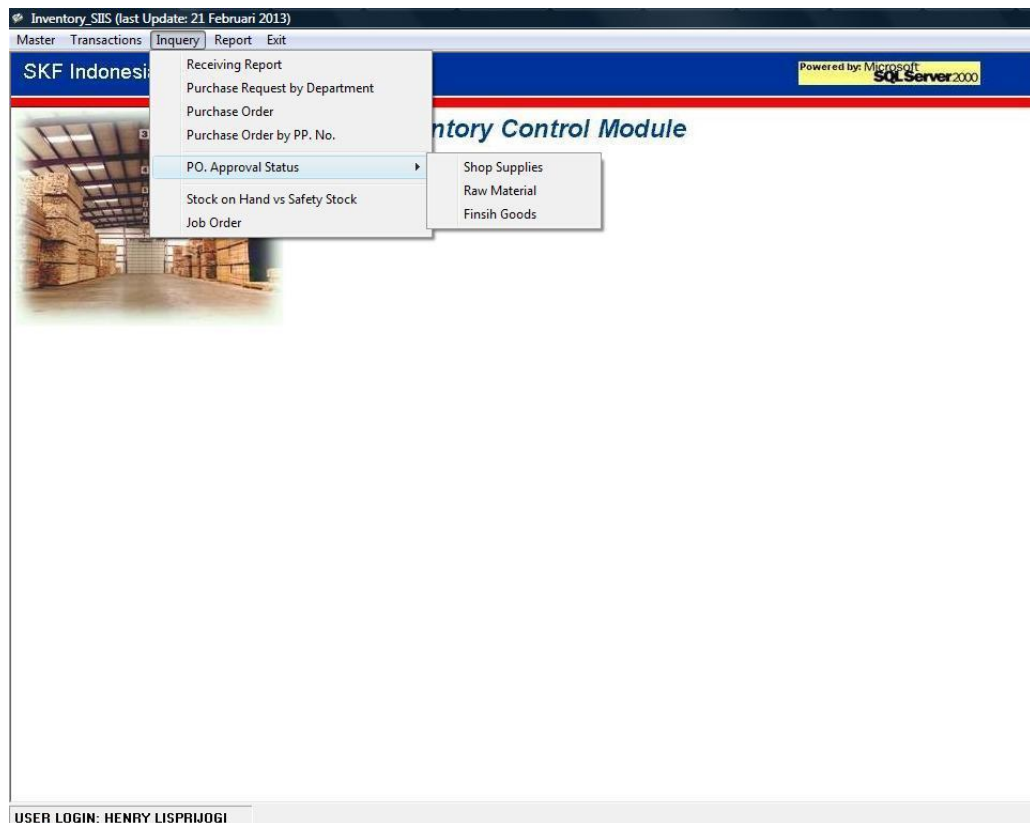 Inventory_SIIS (last Update: 21 Februari 2013)
Master Transactions Inquery Report Exit
SKF Indonesi
Powered by: Microsoft
SQL Server 2000
ntory Control Module
Receiving Report
Purchase Request by Department
Purchase Order
Purchase Order by PP. No.
PO. Approval Status
Stock on Hand vs Safety Stock
Job Order
Shop Supplies
Raw Material
Finsih Goods
USER LOGIN: HENRY LISPRIJOGI